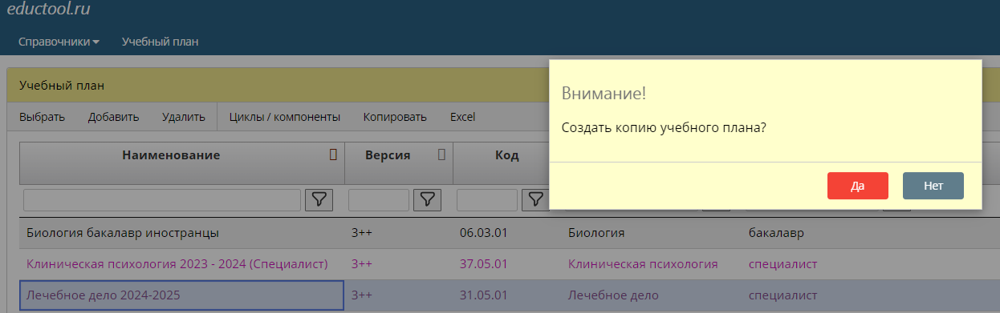 eductool.ru
Справочники Учебный план
Учебный план
Выбрать Добавить Удалить Циклы / компоненты Копировать Excel
Внимание!
Создать копию учебного плана?
Да Нет
Наименование Версия Код
Биология бакалавр иностранцы 3++ 06.03.01 Биология бакалавр
Клиническая психология 2023 - 2024 (Специалист) 3++ 37.05.01 Клиническая психология специалист
Лечебное дело 2024-2025 3++ 31.05.01 Лечебное дело специалист